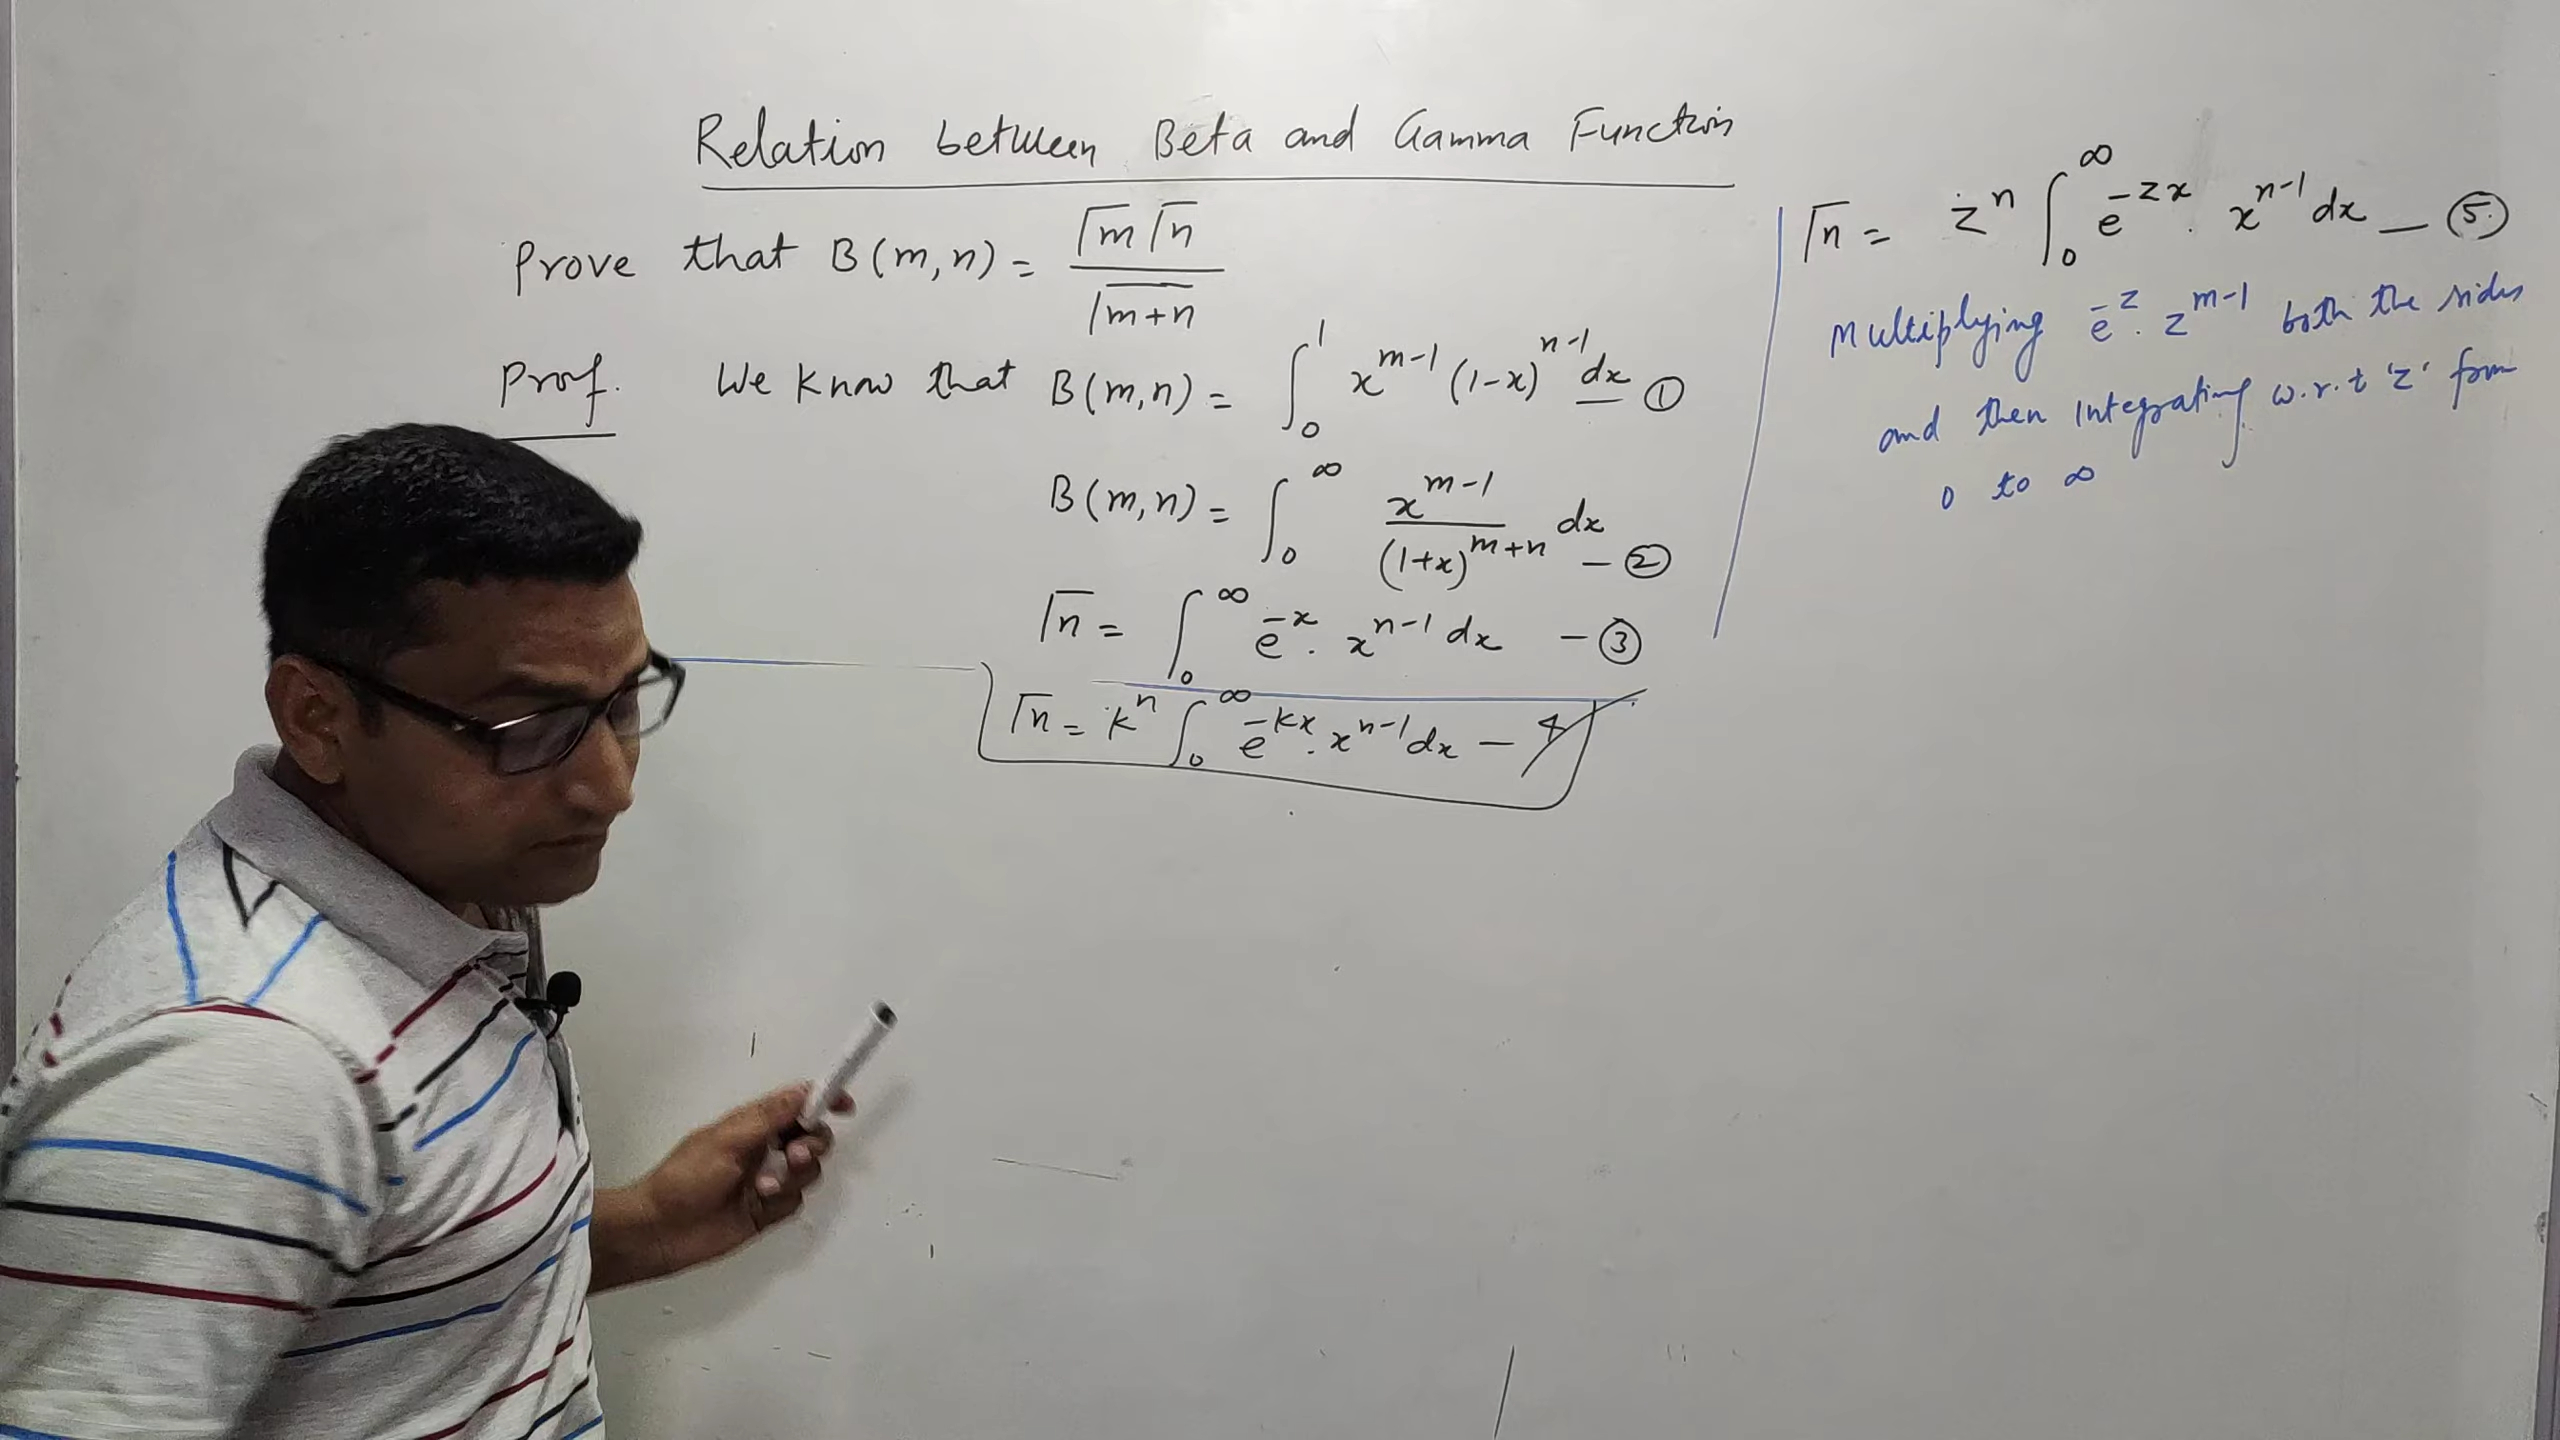 Relation between Beta and Gamma Function
Prove that B(m,n) = Γm Γn / Γm+n
Proof. We know that B(m,n) = ∫₀¹ x^{m-1} (1-x)^{n-1} dx — ①
B(m,n) = ∫₀^∞ x^{m-1} / (1+x)^{m+n} dx — ②
Γn = ∫₀^∞ e^{-x} . x^{n-1} dx — ③
Γn = k^n ∫₀^∞ e^{-kx} . x^{n-1} dx — 4
Γn = z^n ∫₀^∞ e^{-zx} . x^{n-1} dx — ⑤
Multiplying e^{-z} . z^{m-1} both the sides
and then integrating w.r.t 'z' from
0 to ∞